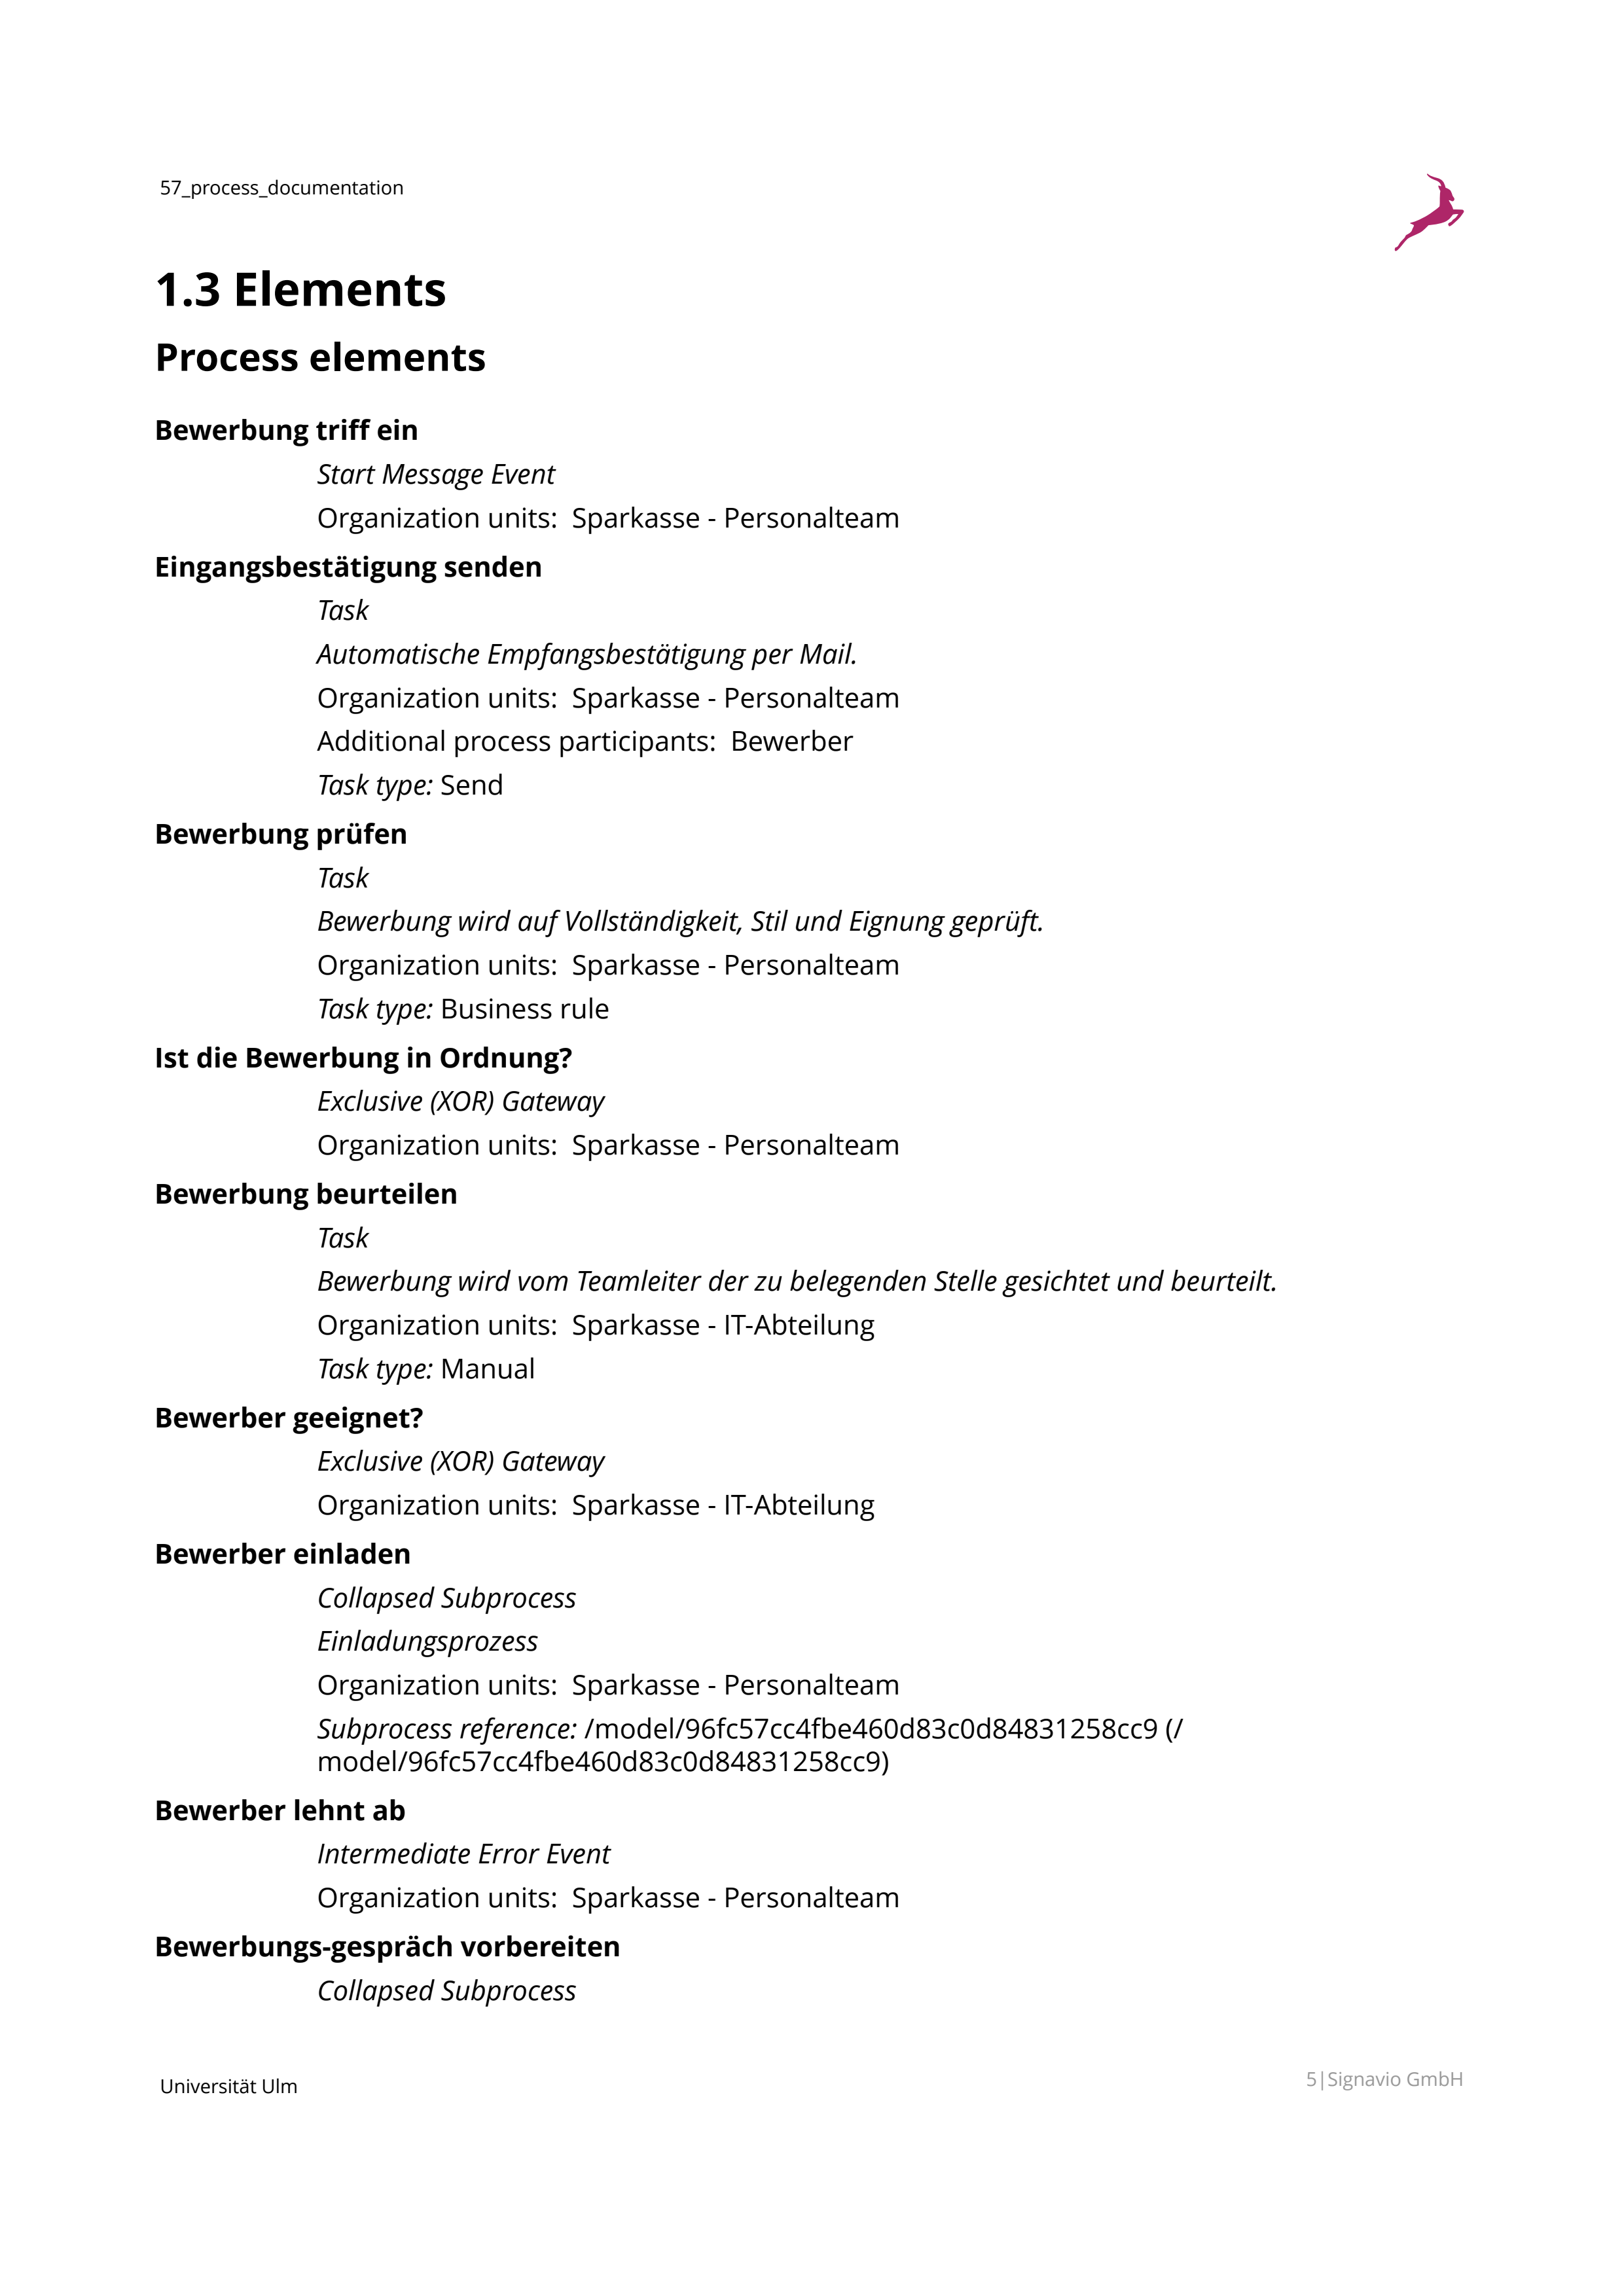 57_process_documentation
1.3 Elements
Process elements
Bewerbung triff ein
Start Message Event
Organization units:  Sparkasse - Personalteam
Eingangsbestätigung senden
Task
Automatische Empfangsbestätigung per Mail.
Organization units:  Sparkasse - Personalteam
Additional process participants:  Bewerber
Task type: Send
Bewerbung prüfen
Task
Bewerbung wird auf Vollständigkeit, Stil und Eignung geprüft.
Organization units:  Sparkasse - Personalteam
Task type: Business rule
Ist die Bewerbung in Ordnung?
Exclusive (XOR) Gateway
Organization units:  Sparkasse - Personalteam
Bewerbung beurteilen
Task
Bewerbung wird vom Teamleiter der zu belegenden Stelle gesichtet und beurteilt.
Organization units:  Sparkasse - IT-Abteilung
Task type: Manual
Bewerber geeignet?
Exclusive (XOR) Gateway
Organization units:  Sparkasse - IT-Abteilung
Bewerber einladen
Collapsed Subprocess
Einladungsprozess
Organization units:  Sparkasse - Personalteam
Subprocess reference: /model/96fc57cc4fbe460d83c0d84831258cc9 (/
model/96fc57cc4fbe460d83c0d84831258cc9)
Bewerber lehnt ab
Intermediate Error Event
Organization units:  Sparkasse - Personalteam
Bewerbungs-gespräch vorbereiten
Collapsed Subprocess
Universität Ulm
5|Signavio GmbH